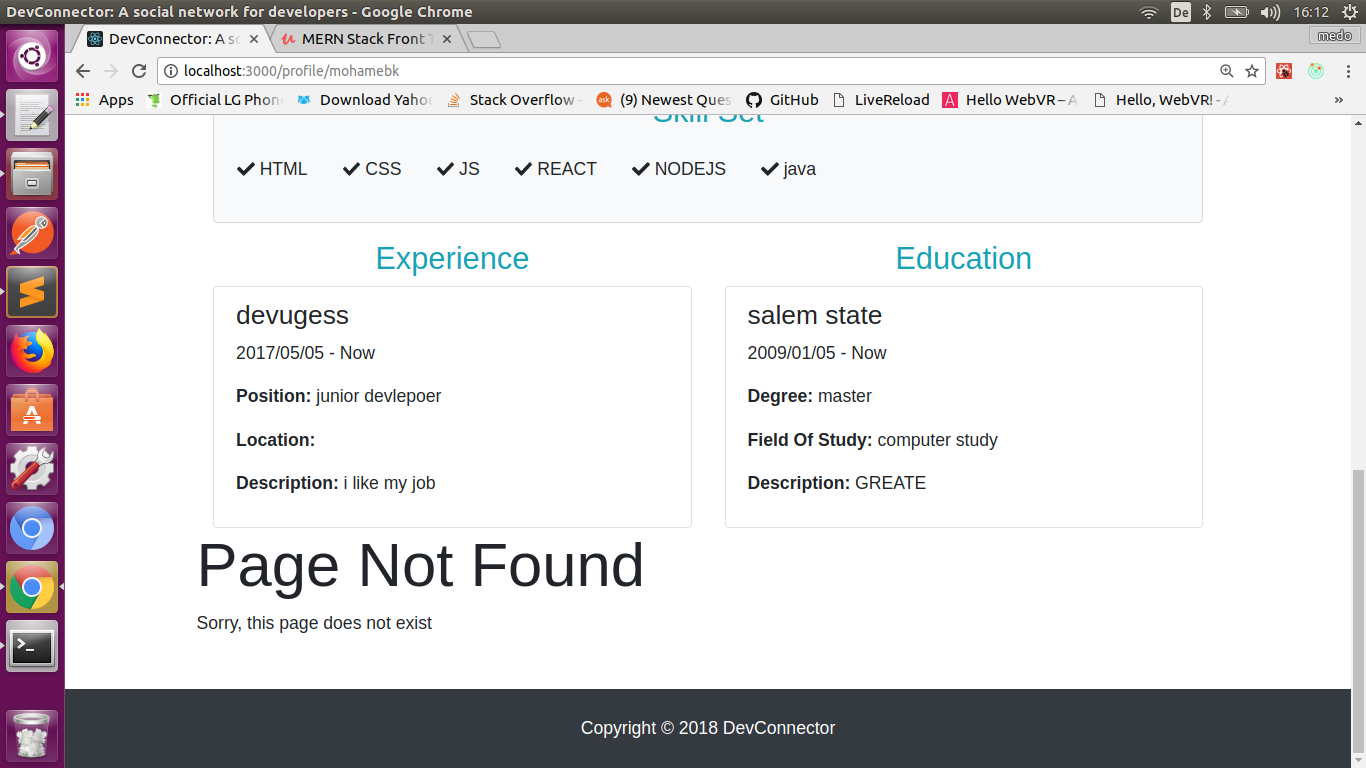 DevConnector: A social network for developers - Google Chrome
De
16:12
DevConnector: A so
MERN Stack Front T
medo
localhost:3000/profile/mohamebk
Apps
Official LG Phon
Download Yaho
Stack Overflow -
ask
(9) Newest Ques
GitHub
LiveReload
A
Hello WebVR – A
Hello, WebVR! - A
»
Skill Set
HTML
CSS
JS
REACT
NODEJS
java
Experience
Education
devugess
2017/05/05 - Now
Position: junior devlepoer
Location:
Description: i like my job
salem state
2009/01/05 - Now
Degree: master
Field Of Study: computer study
Description: GREATE
Page Not Found
Sorry, this page does not exist
Copyright © 2018 DevConnector